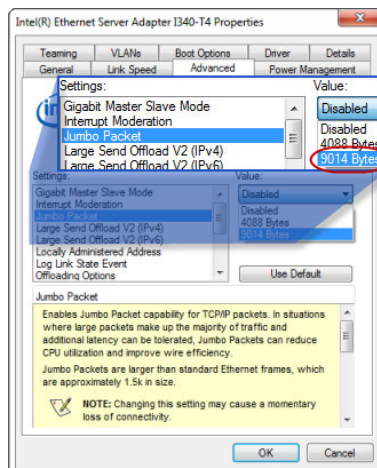 Intel(R) Ethernet Server Adapter I340-T4 Properties
Teaming VLANs Boot Options Driver Details
General Link Speed Advanced Power Management
Settings: Value:
Gigabit Master Slave Mode Disabled
Interrupt Moderation Disabled
Jumbo Packet 4088 Bytes
Large Send Offload V2 (IPv4) 9014 Bytes
Large Send Offload V2 (IPv6)
Settings: Value:
Gigabit Master Slave Mode Disabled
Interrupt Moderation Disabled
Jumbo Packet 4088 Bytes
Large Send Offload V2 (IPv4) 9014 Bytes
Large Send Offload V2 (IPv6)
Locally Administered Address
Log Link State Event
Offloading Options Use Default
Jumbo Packet
Enables Jumbo Packet capability for TCP/IP packets. In situations
where large packets make up the majority of traffic and
additional latency can be tolerated, Jumbo Packets can reduce
CPU utilization and improve wire efficiency.
Jumbo Packets are larger than standard Ethernet frames, which
are approximately 1.5k in size.
NOTE: Changing this setting may cause a momentary
loss of connectivity.
OK Cancel